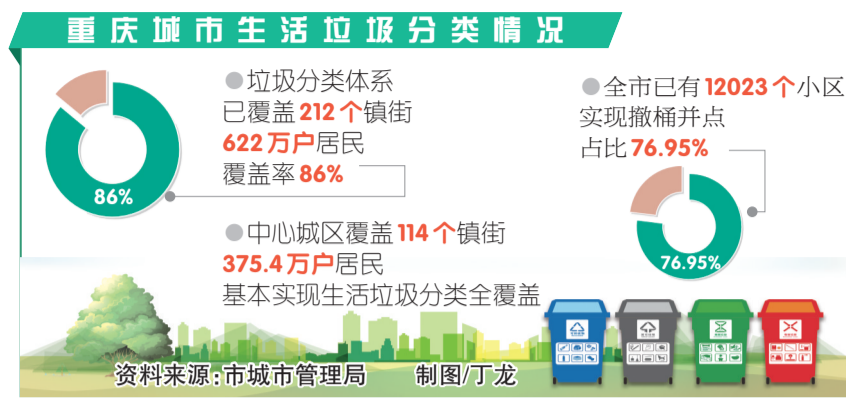 重庆城市生活垃圾分类情况
●垃圾分类体系
已覆盖212个镇街
622万户居民
覆盖率86%
86%
●中心城区覆盖114个镇街
375.4万户居民
基本实现生活垃圾分类全覆盖
●全市已有12023个小区
实现撤桶并点
占比76.95%
76.95%
资料来源:市城市管理局 制图/丁龙